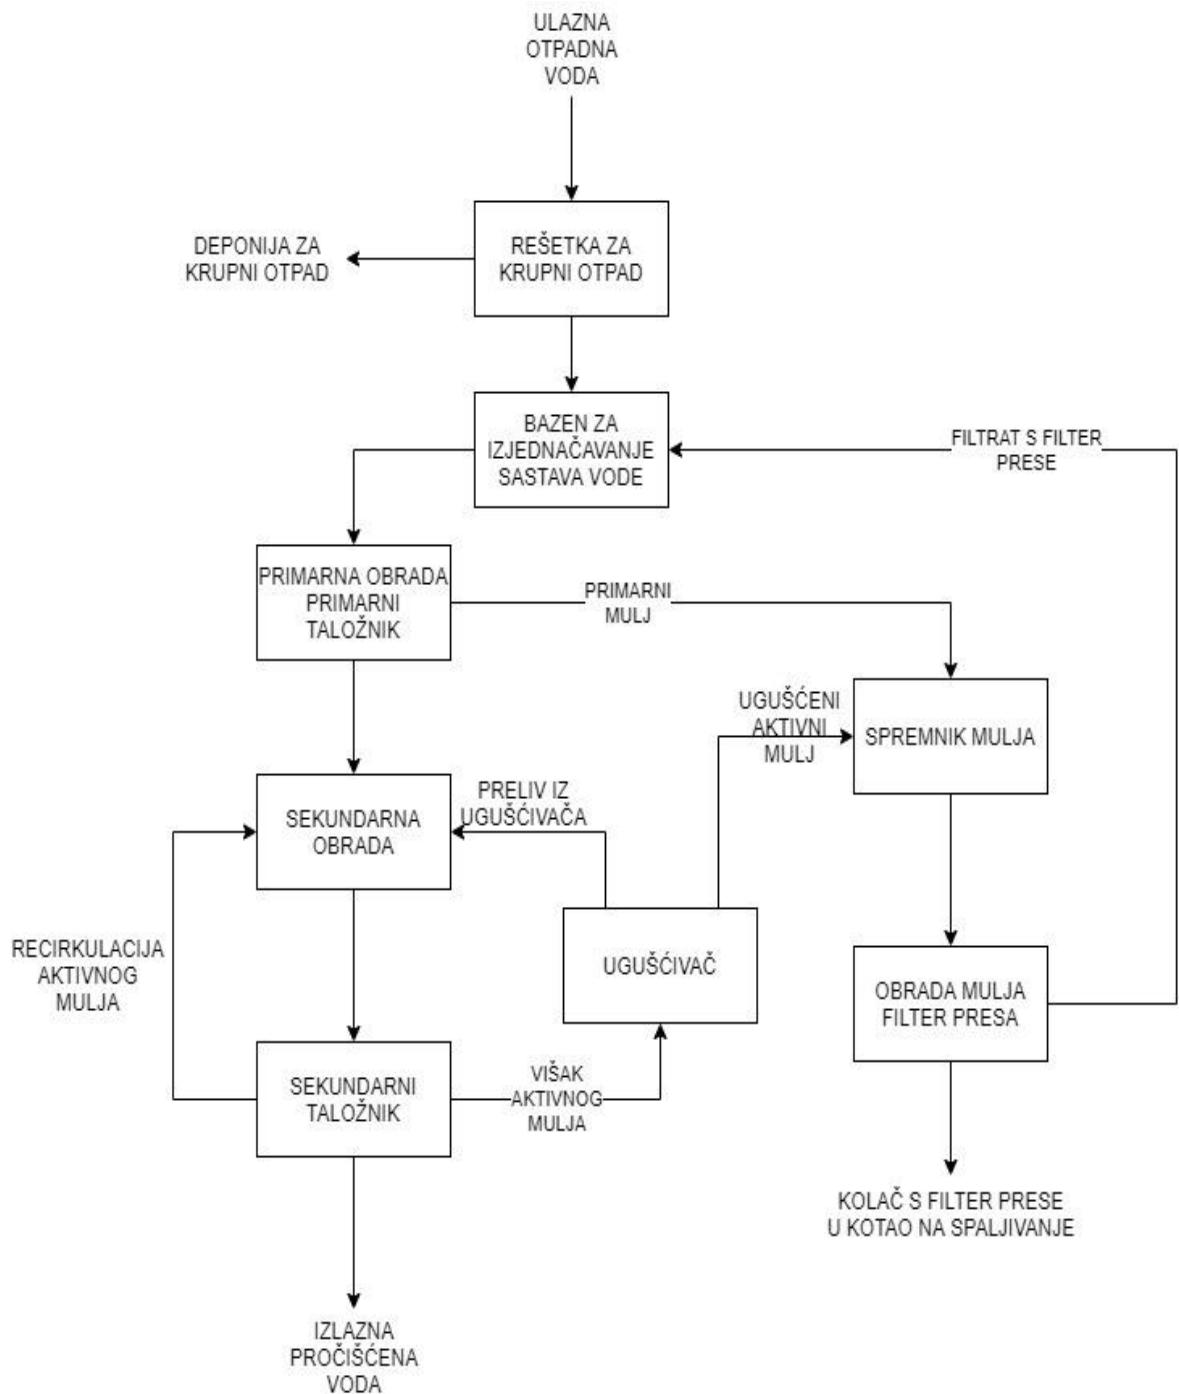 ULAZNA
OTPADNA
VODA
DEPONIJA ZA
KRUPNI OTPAD
REŠETKA ZA
KRUPNI OTPAD
BAZEN ZA
IZJEDNAČAVANJE
SASTAVA VODE
FILTRAT S FILTER
PRESE
PRIMARNA OBRADA
PRIMARNI
TALOŽNIK
PRIMARNI
MULJ
UGUŠĆENI
AKTIVNI
MULJ
SPREMNIK MULJA
SEKUNDARNA
OBRADA
PRELIV IZ
UGUŠĆIVAČA
RECIRKULACIJA
AKTIVNOG
MULJA
UGUŠĆIVAČ
OBRADA MULJA
FILTER PRESA
SEKUNDARNI
TALOŽNIK
VIŠAK
AKTIVNOG
MULJA
KOLAČ S FILTER PRESE
U KOTAO NA SPALJIVANJE
IZLAZNA
PROČIŠĆENA
VODA